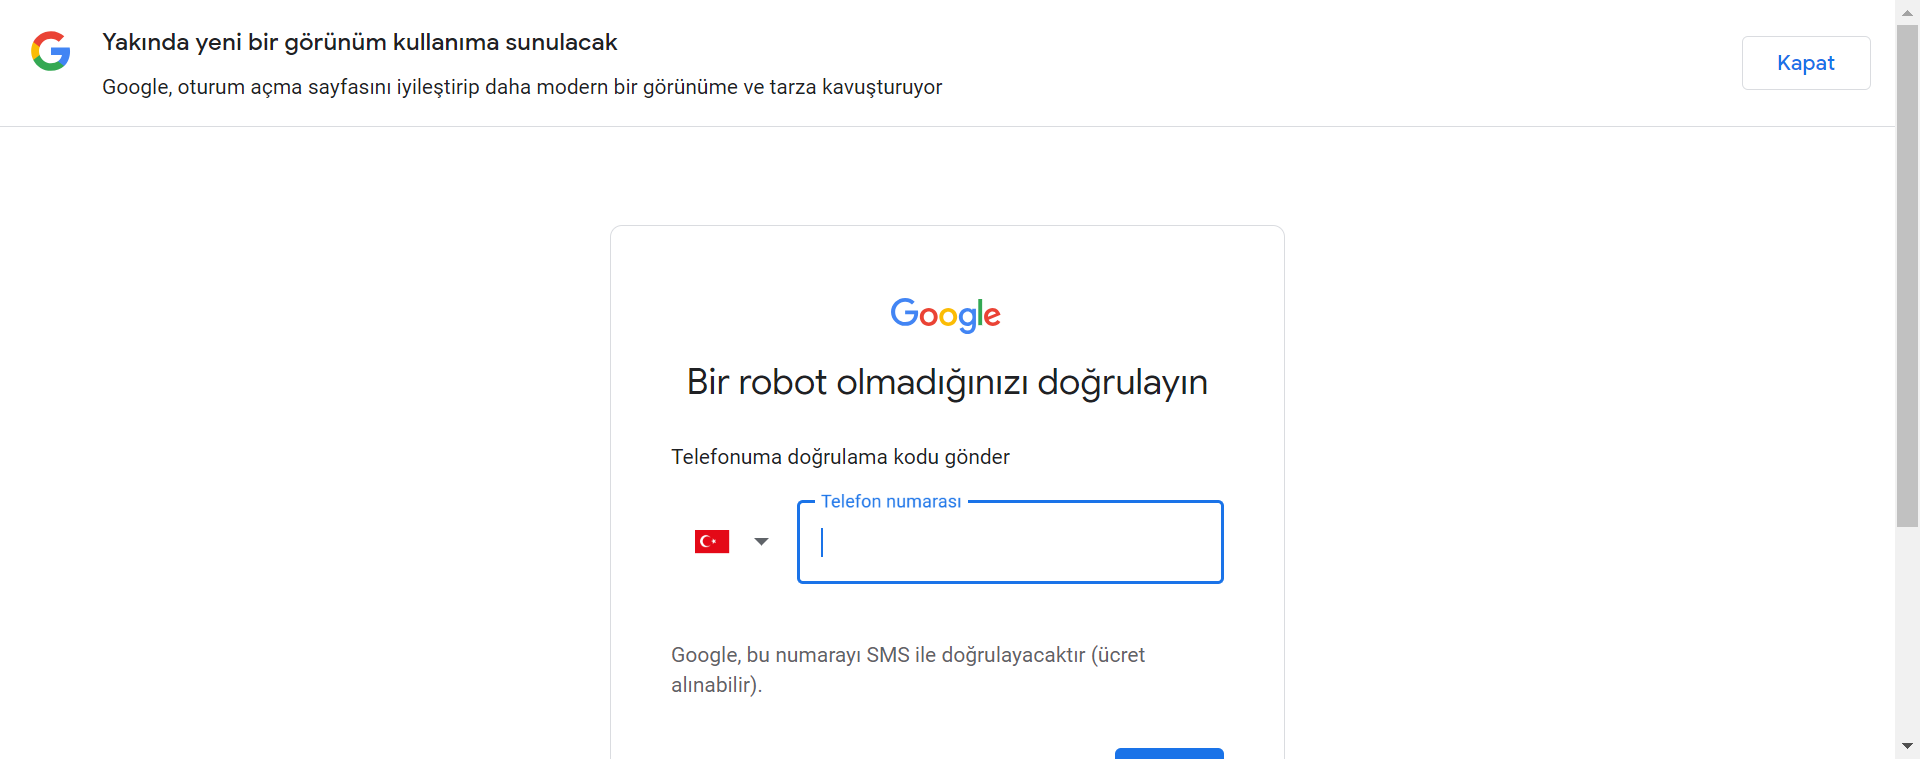 Yakında yeni bir görünüm kullanıma sunulacak
Google, oturum açma sayfasını iyileştirip daha modern bir görünüme ve tarza kavuşturuyor
Kapat
Google
Bir robot olmadığınızı doğrulayın
Telefonuma doğrulama kodu gönder
Telefon numarası
Google, bu numarayı SMS ile doğrulayacaktır (ücret
alınabilir).